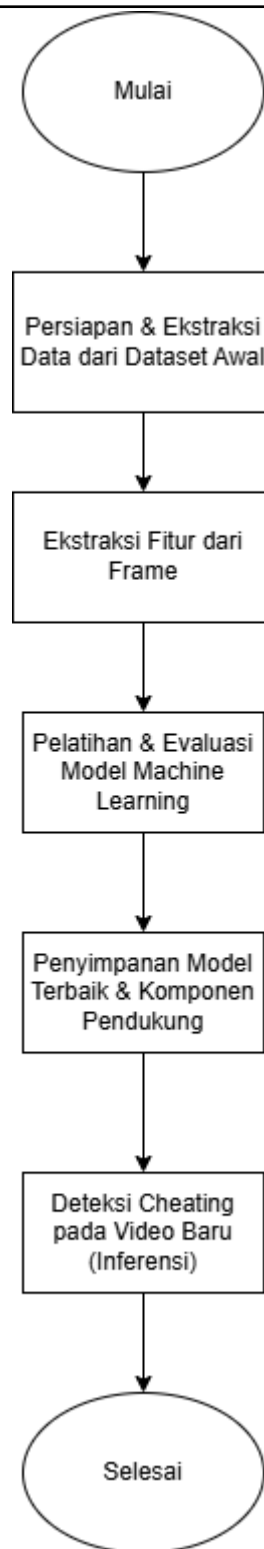 Mulai
Persiapan & Ekstraksi
Data dari Dataset Awal
Ekstraksi Fitur dari
Frame
Pelatihan & Evaluasi
Model Machine
Learning
Penyimpanan Model
Terbaik & Komponen
Pendukung
Deteksi Cheating
pada Video Baru
(Inferensi)
Selesai